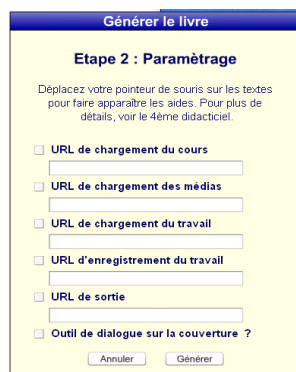 Générer le livre
Etape 2 : Paramètrage
Déplacez votre pointeur de souris sur les textes
pour faire apparaître les aides. Pour plus de
détails, voir le 4ème didacticiel.
URL de chargement du cours
URL de chargement des médias
URL de chargement du travail
URL d'enregistrement du travail
URL de sortie
Outil de dialogue sur la couverture ?
Annuler Générer